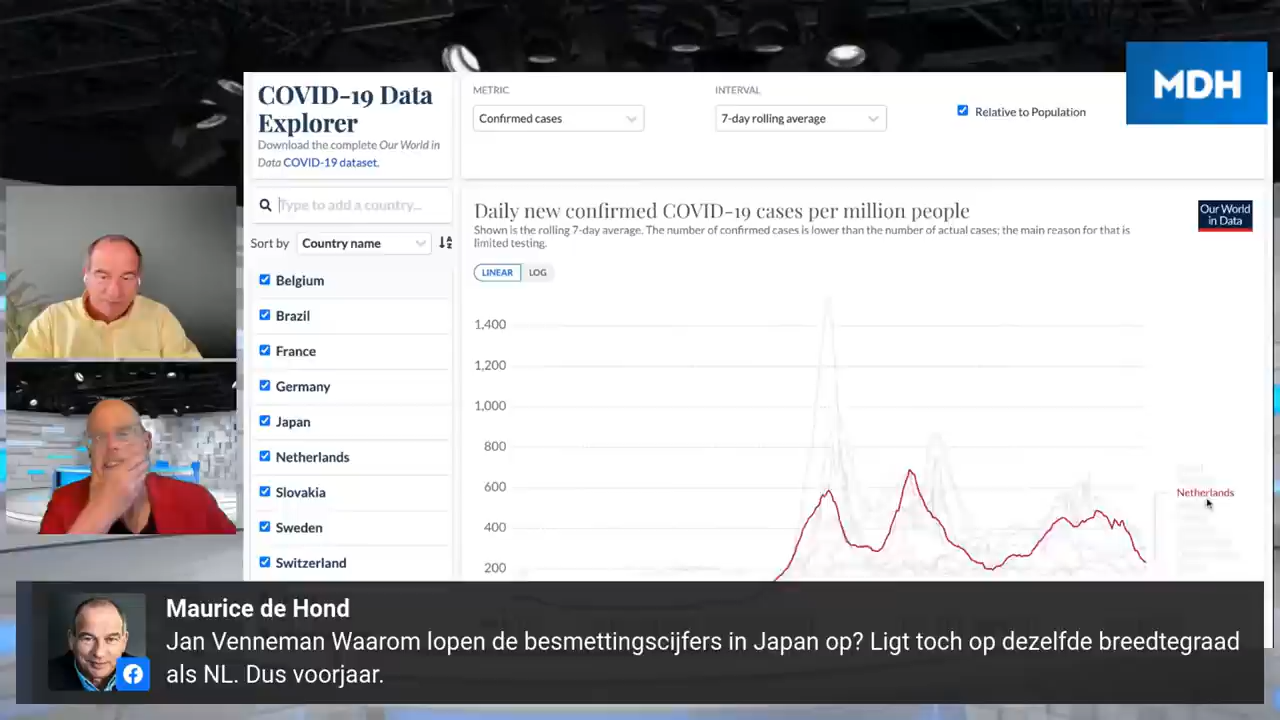 MDH
COVID-19 Data
Explorer
Download the complete Our World in
Data COVID-19 dataset.
METRIC
Confirmed cases
INTERVAL
7-day rolling average
Relative to Population
Type to add a country...
Sort by
Country name
Belgium
Brazil
France
Germany
Japan
Netherlands
Slovakia
Sweden
Switzerland
Daily new confirmed COVID-19 cases per million people
Shown is the rolling 7-day average. The number of confirmed cases is lower than the number of actual cases; the main reason for that is
limited testing.
Our World
in Data
LINEAR
LOG
1,400
1,200
1,000
800
600
400
200
Netherlands
Maurice de Hond
Jan Venneman Waarom lopen de besmettingscijfers in Japan op? Ligt toch op dezelfde breedtegraad
als NL. Dus voorjaar.